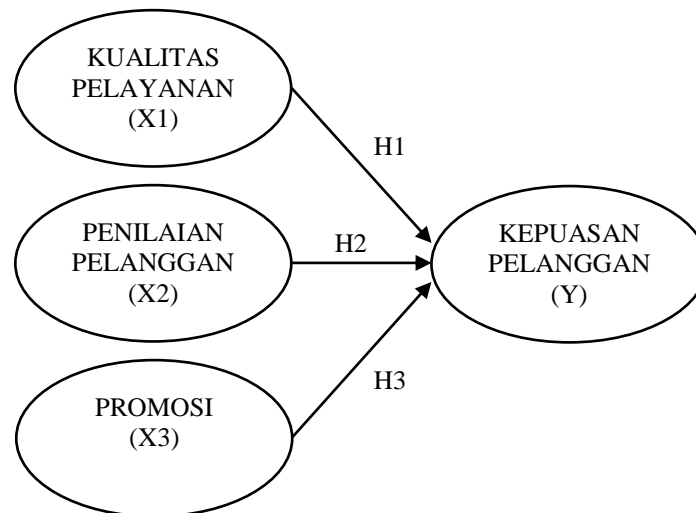 KUALITAS
PELAYANAN
(X1)
H1
PENILAIAN
PELANGGAN
(X2)
H2
KEPUASAN
PELANGGAN
(Y)
PROMOSI
(X3)
H3